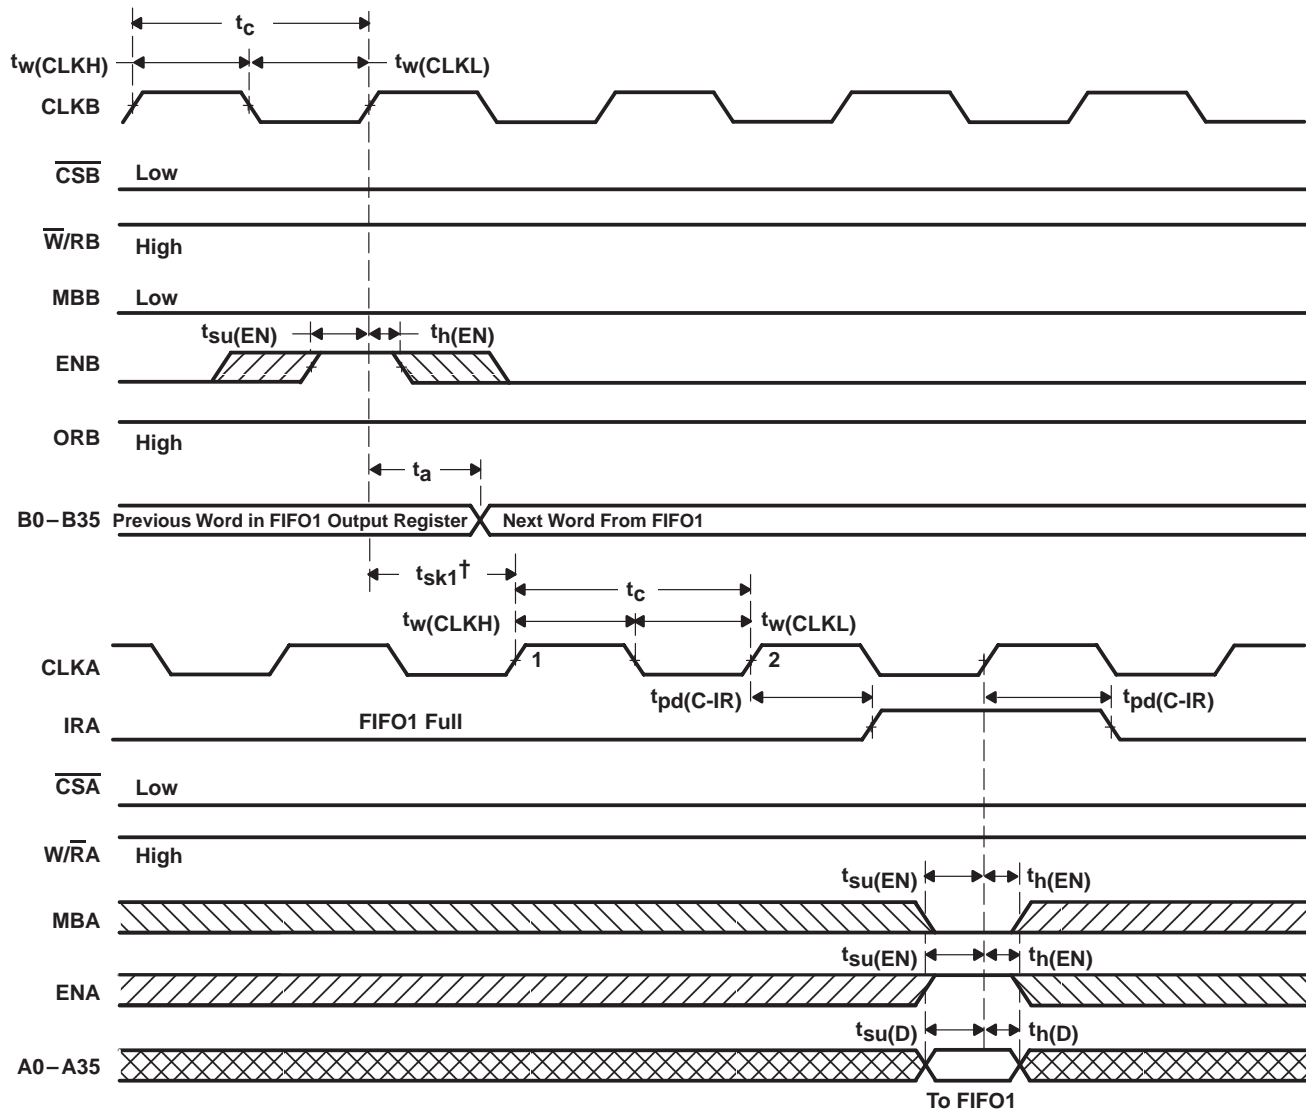 tc
tw(CLKH) tw(CLKL)
CLKB
CSB Low
W/RB High
MBB Low
tsu(EN) th(EN)
ENB
ORB High
ta
B0–B35 Previous Word in FIFO1 Output Register Next Word From FIFO1
tsk1† tc
tw(CLKH) tw(CLKL)
CLKA 1 2
tpd(C-IR) tpd(C-IR)
IRA FIFO1 Full
CSA Low
W/RA High
tsu(EN) th(EN)
MBA
tsu(EN) th(EN)
ENA
tsu(D) th(D)
A0–A35
To FIFO1